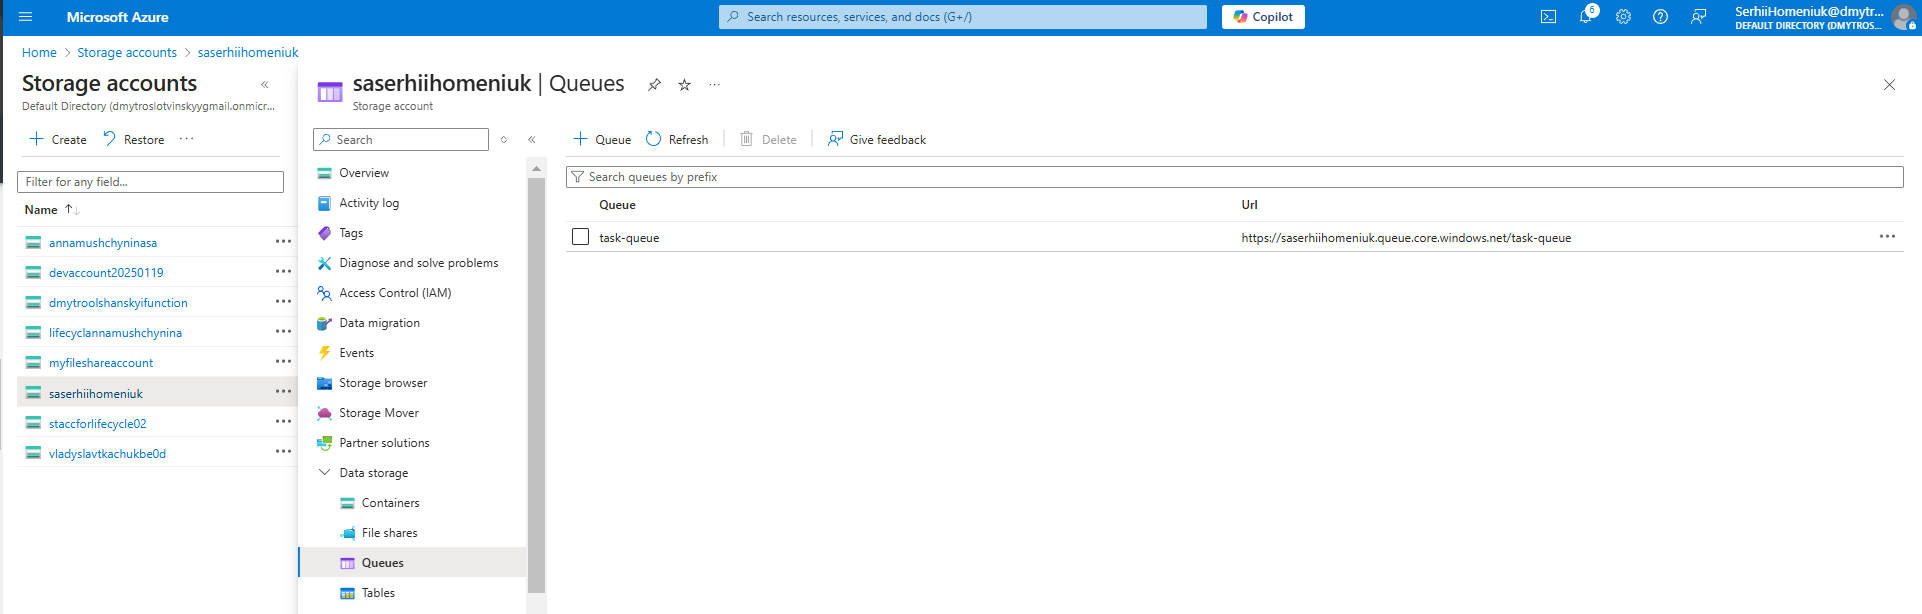 Microsoft Azure
Search resources, services, and docs (G+/)
Copilot
6
SerhiiHomeniuk@dmytr...
DEFAULT DIRECTORY (DMYTROS...
Home > Storage accounts > saserhiihomeniuk
Storage accounts
Default Directory (dmytroslotvinskyygmail.onmicr...
Create
Restore
Filter for any field...
Name
annamushchyninasa
devaccount20250119
dmytroolshanskyifunction
lifecyclannamushchynina
myfileshareaccount
saserhiihomeniuk
staccforlifecycle02
vladyslavtkachukbe0d
saserhiihomeniuk | Queues
Storage account
Search
Overview
Activity log
Tags
Diagnose and solve problems
Access Control (IAM)
Data migration
Events
Storage browser
Storage Mover
Partner solutions
Data storage
Containers
File shares
Queues
Tables
Queue
Refresh
Delete
Give feedback
Search queues by prefix
Queue Url
task-queue https://saserhiihomeniuk.queue.core.windows.net/task-queue